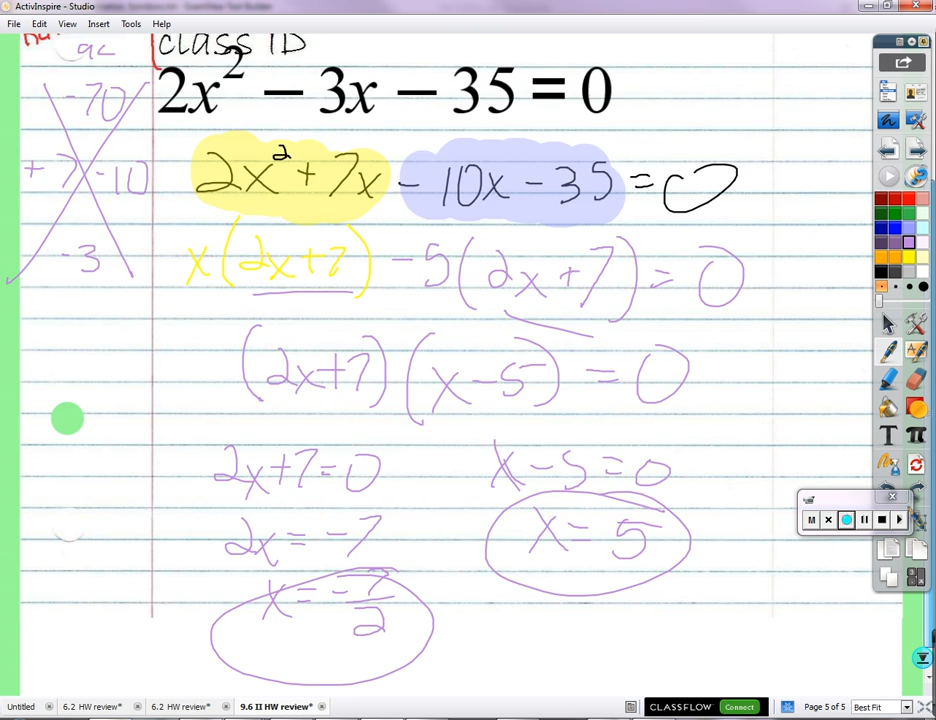 ActivInspire - Studio
File Edit View Insert Tools Help
class ID
ac
2x² − 3x − 35 = 0
-70
2x² + 7x − 10x − 35 = 0
+7 -10
-3
x(2x+7) −5(2x+7) = 0
(2x+7)(x−5) = 0
2x+7=0 x−5=0
2x = −7 x = 5
x = −7/2
M
T π
Untitled 6.2 HW review* 6.2 HW review* 9.6 II HW review* CLASSFLOW Connect Page 5 of 5 Best Fit